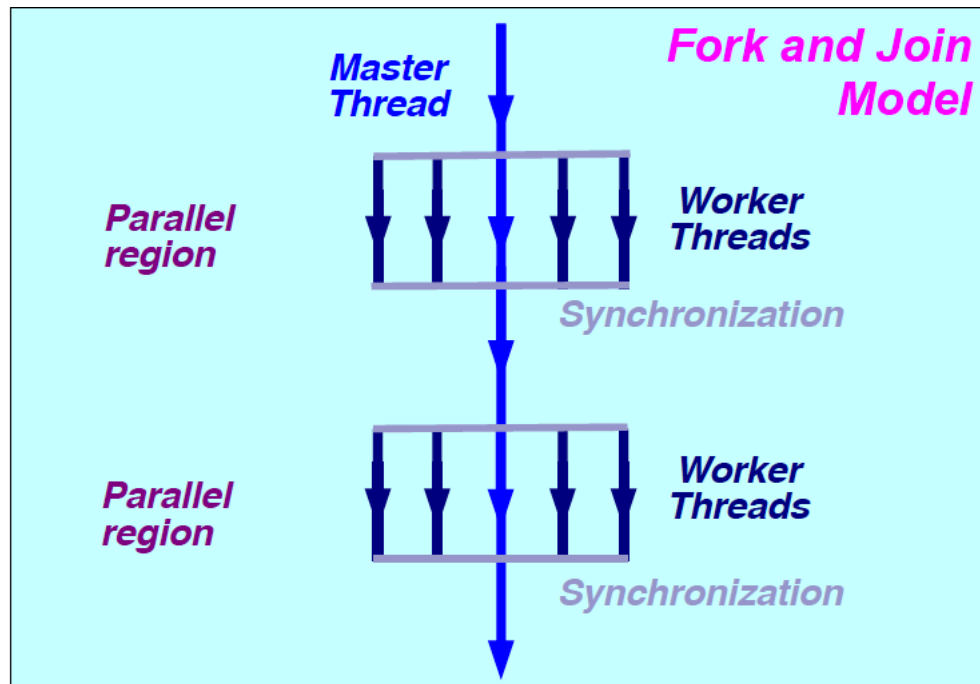 Fork and Join
Model
Master
Thread
Parallel
region
Worker
Threads
Synchronization
Parallel
region
Worker
Threads
Synchronization